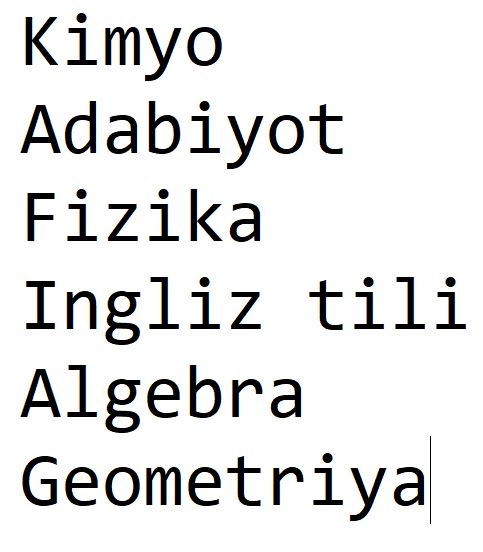 Kimyo
Adabiyot
Fizika
Ingliz tili
Algebra
Geometriya